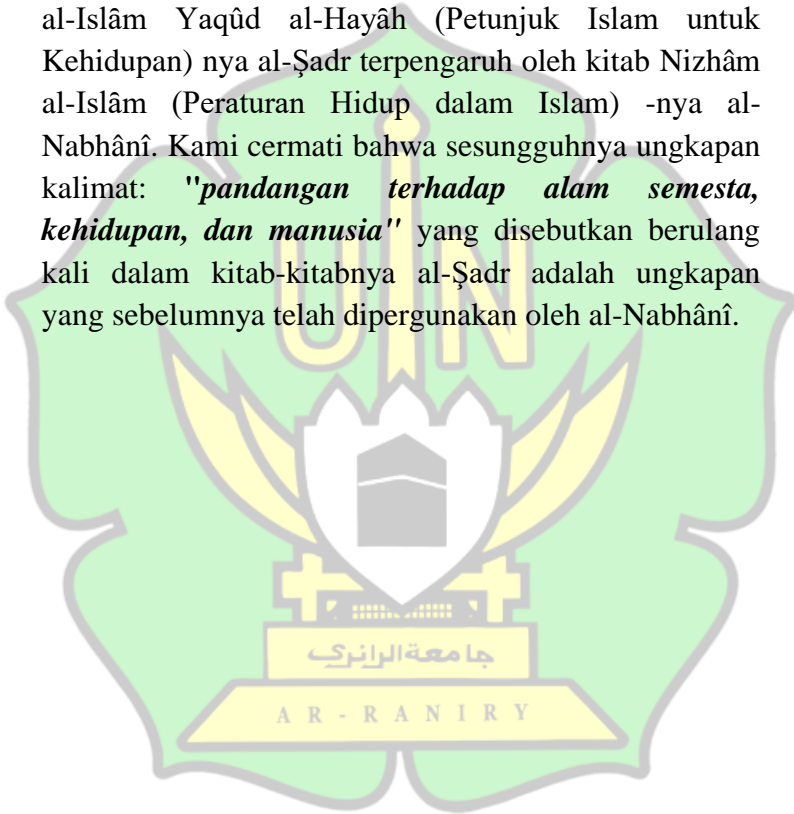 al-Islâm Yaqûd al-Hayâh (Petunjuk Islam untuk
Kehidupan) nya al-Şadr terpengaruh oleh kitab Nizhâm
al-Islâm (Peraturan Hidup dalam Islam) -nya al-
Nabhânî. Kami cermati bahwa sesungguhnya ungkapan
kalimat: "pandangan terhadap alam semesta,
kehidupan, dan manusia" yang disebutkan berulang
kali dalam kitab-kitabnya al-Şadr adalah ungkapan
yang sebelumnya telah dipergunakan oleh al-Nabhânî.
UIN
جامعة الرانري
AR-RANIRY